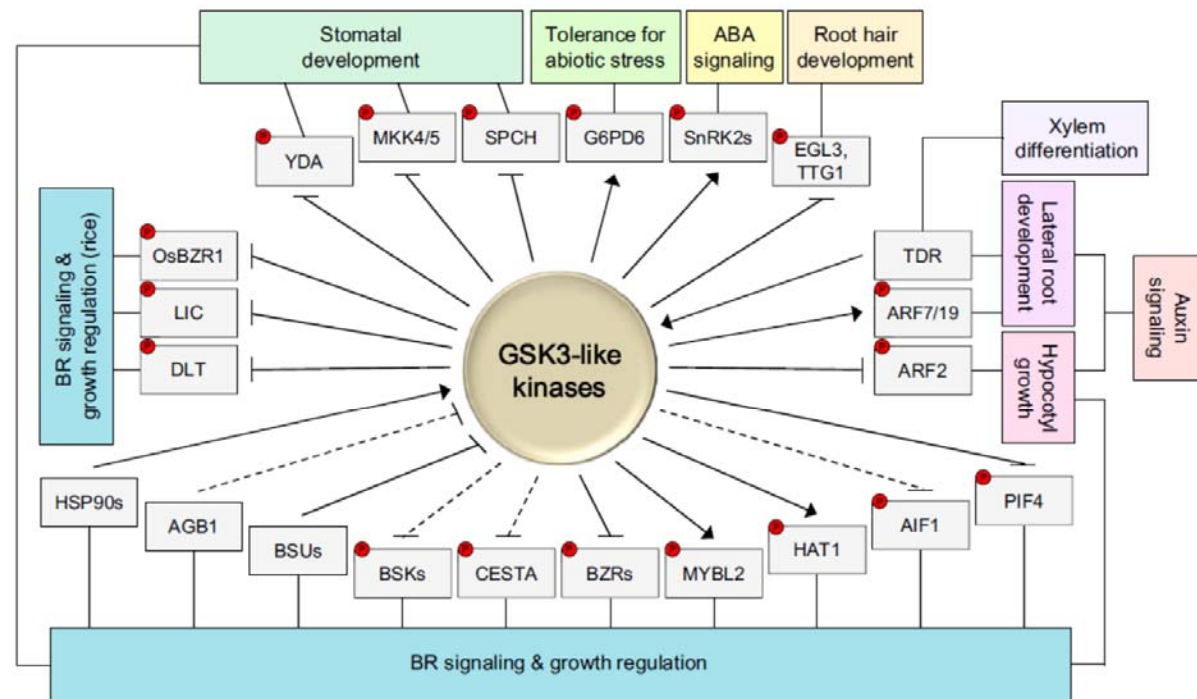 Stomatal
development
Tolerance for
abiotic stress
ABA
signaling
Root hair
development
P
YDA
P
MKK4/5
P
SPCH
P
G6PD6
P
SnRK2s
P
EGL3,
TTG1
Xylem
differentiation
BR signaling &
growth regulation (rice)
P
OsBZR1
P
LIC
P
DLT
GSK3-like
kinases
TDR
P
ARF7/19
P
ARF2
Lateral root
development
Hypocotyl
growth
Auxin
signaling
HSP90s
AGB1
BSUs
P
BSKs
P
CESTA
P
BZRs
P
MYBL2
P
HAT1
P
AIF1
P
PIF4
BR signaling & growth regulation